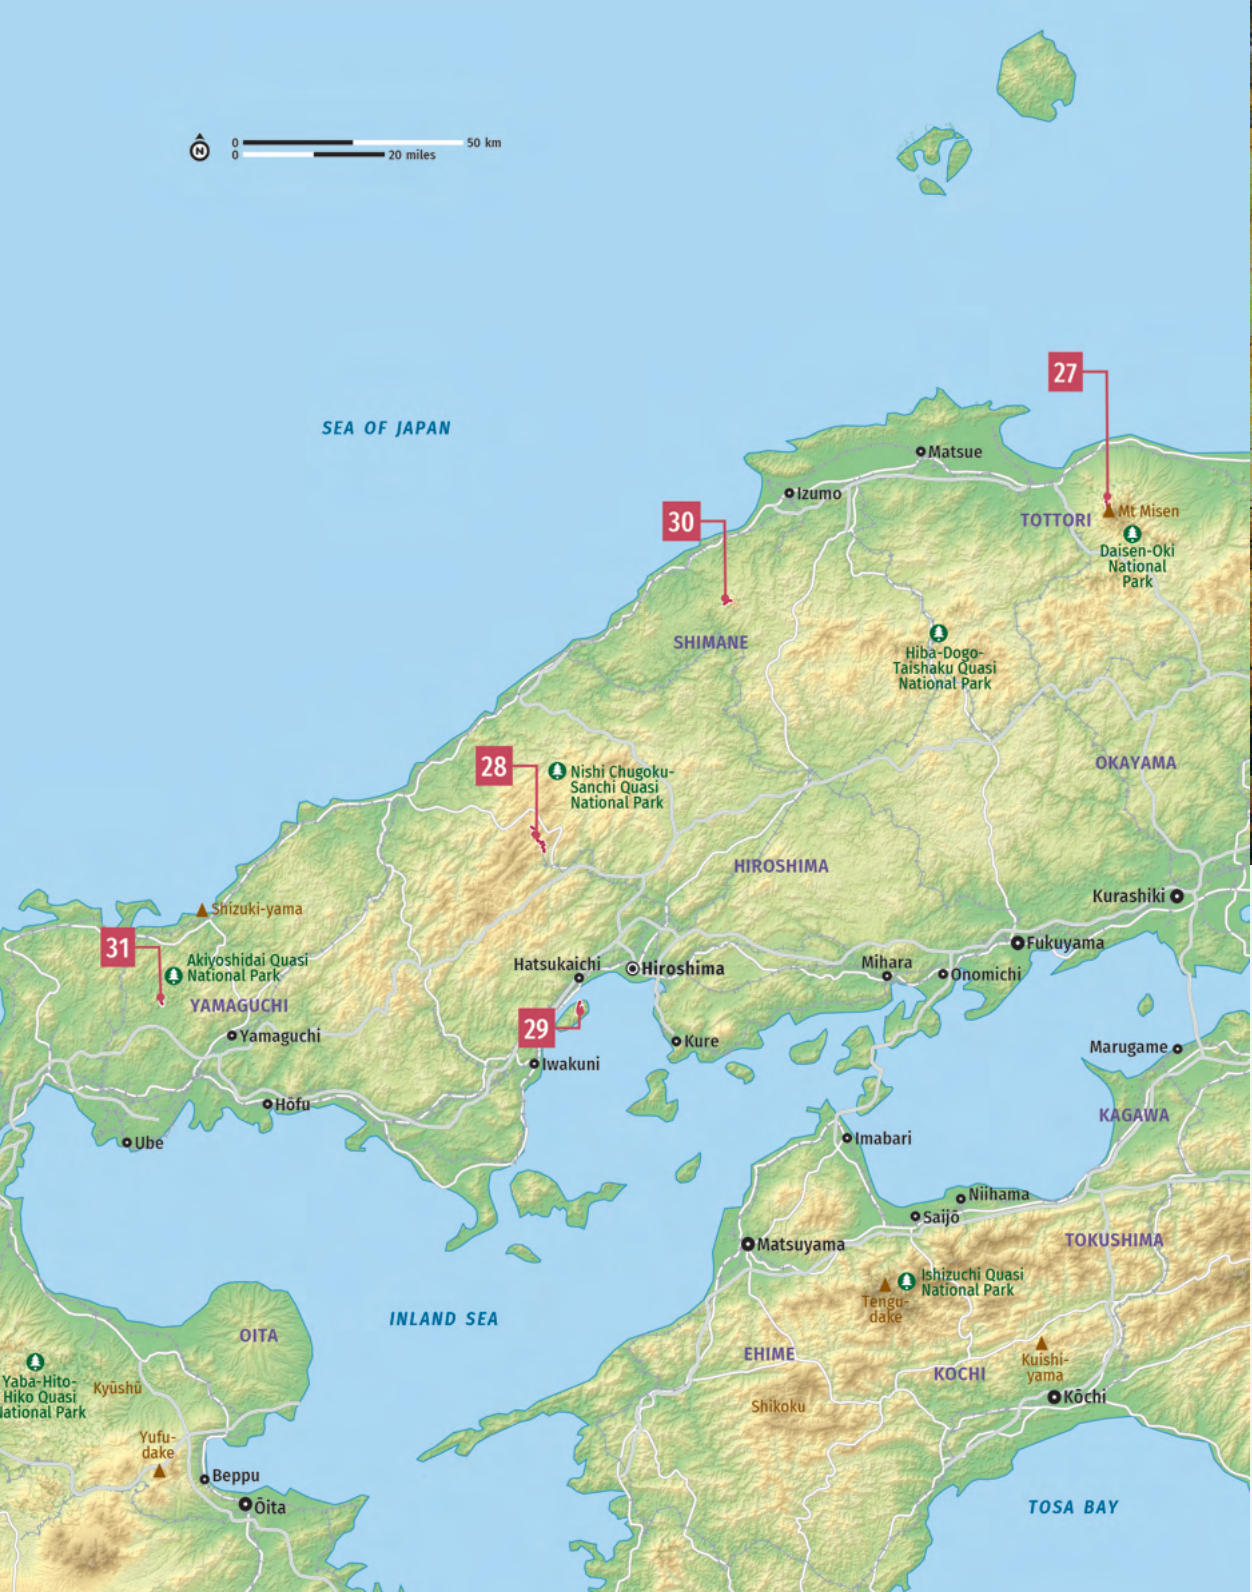 N
0
50 km
0
20 miles
27
SEA OF JAPAN
Matsue
Izumo
30
TOTTORI
Mt Misen
Daisen-Oki
National
Park
SHIMANE
Hiba-Dogo-
Taishaku Quasi
National Park
28
Nishi Chugoku-
Sanchi Quasi
National Park
OKAYAMA
HIROSHIMA
Kurashiki
Shizuki-yama
31
Akiyoshidai Quasi
National Park
Fukuyama
Hatsukaichi
Hiroshima
Mihara
Onomichi
YAMAGUCHI
29
Yamaguchi
Kure
Marugame
Iwakuni
Hōfu
KAGAWA
Ube
Imabari
Niihama
Saijō
TOKUSHIMA
Matsuyama
Ishizuchi Quasi
National Park
Tengu-
dake
INLAND SEA
OITA
EHIME
KOCHI
Kuishi-
yama
Yaba-Hito-
Hiko Quasi
National Park
Kyūshū
Shikoku
Kōchi
Yufu-
dake
Beppu
Ōita
TOSA BAY